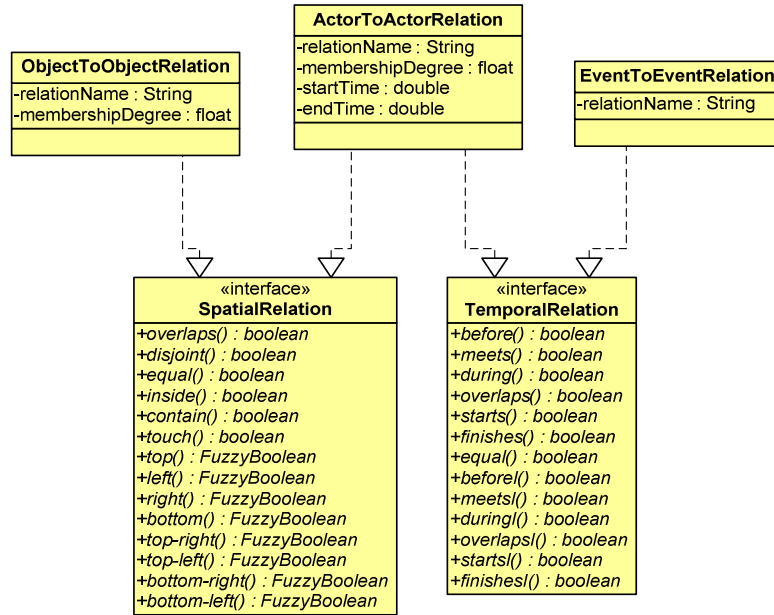 ObjectToObjectRelation
-relationName : String
-membershipDegree : float
ActorToActorRelation
-relationName : String
-membershipDegree : float
-startTime : double
-endTime : double
EventToEventRelation
-relationName : String
«interface»
SpatialRelation
+overlaps() : boolean
+disjoint() : boolean
+equal() : boolean
+inside() : boolean
+contain() : boolean
+touch() : boolean
+top() : FuzzyBoolean
+left() : FuzzyBoolean
+right() : FuzzyBoolean
+bottom() : FuzzyBoolean
+top-right() : FuzzyBoolean
+top-left() : FuzzyBoolean
+bottom-right() : FuzzyBoolean
+bottom-left() : FuzzyBoolean
«interface»
TemporalRelation
+before() : boolean
+meets() : boolean
+during() : boolean
+overlaps() : boolean
+starts() : boolean
+finishes() : boolean
+equal() : boolean
+beforeI() : boolean
+meetsI() : boolean
+duringI() : boolean
+overlapsI() : boolean
+startsI() : boolean
+finishesI() : boolean